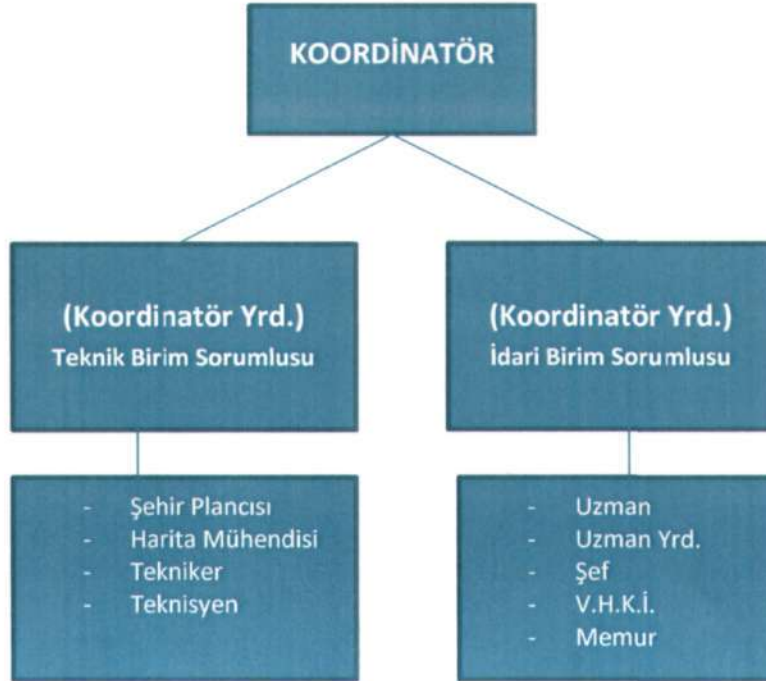 KOORDİNATÖR
(Koordinatör Yrd.)
Teknik Birim Sorumlusu
(Koordinatör Yrd.)
İdari Birim Sorumlusu
- Şehir Plancısı
- Harita Mühendisi
- Tekniker
- Teknisyen
- Uzman
- Uzman Yrd.
- Şef
- V.H.K.İ.
- Memur